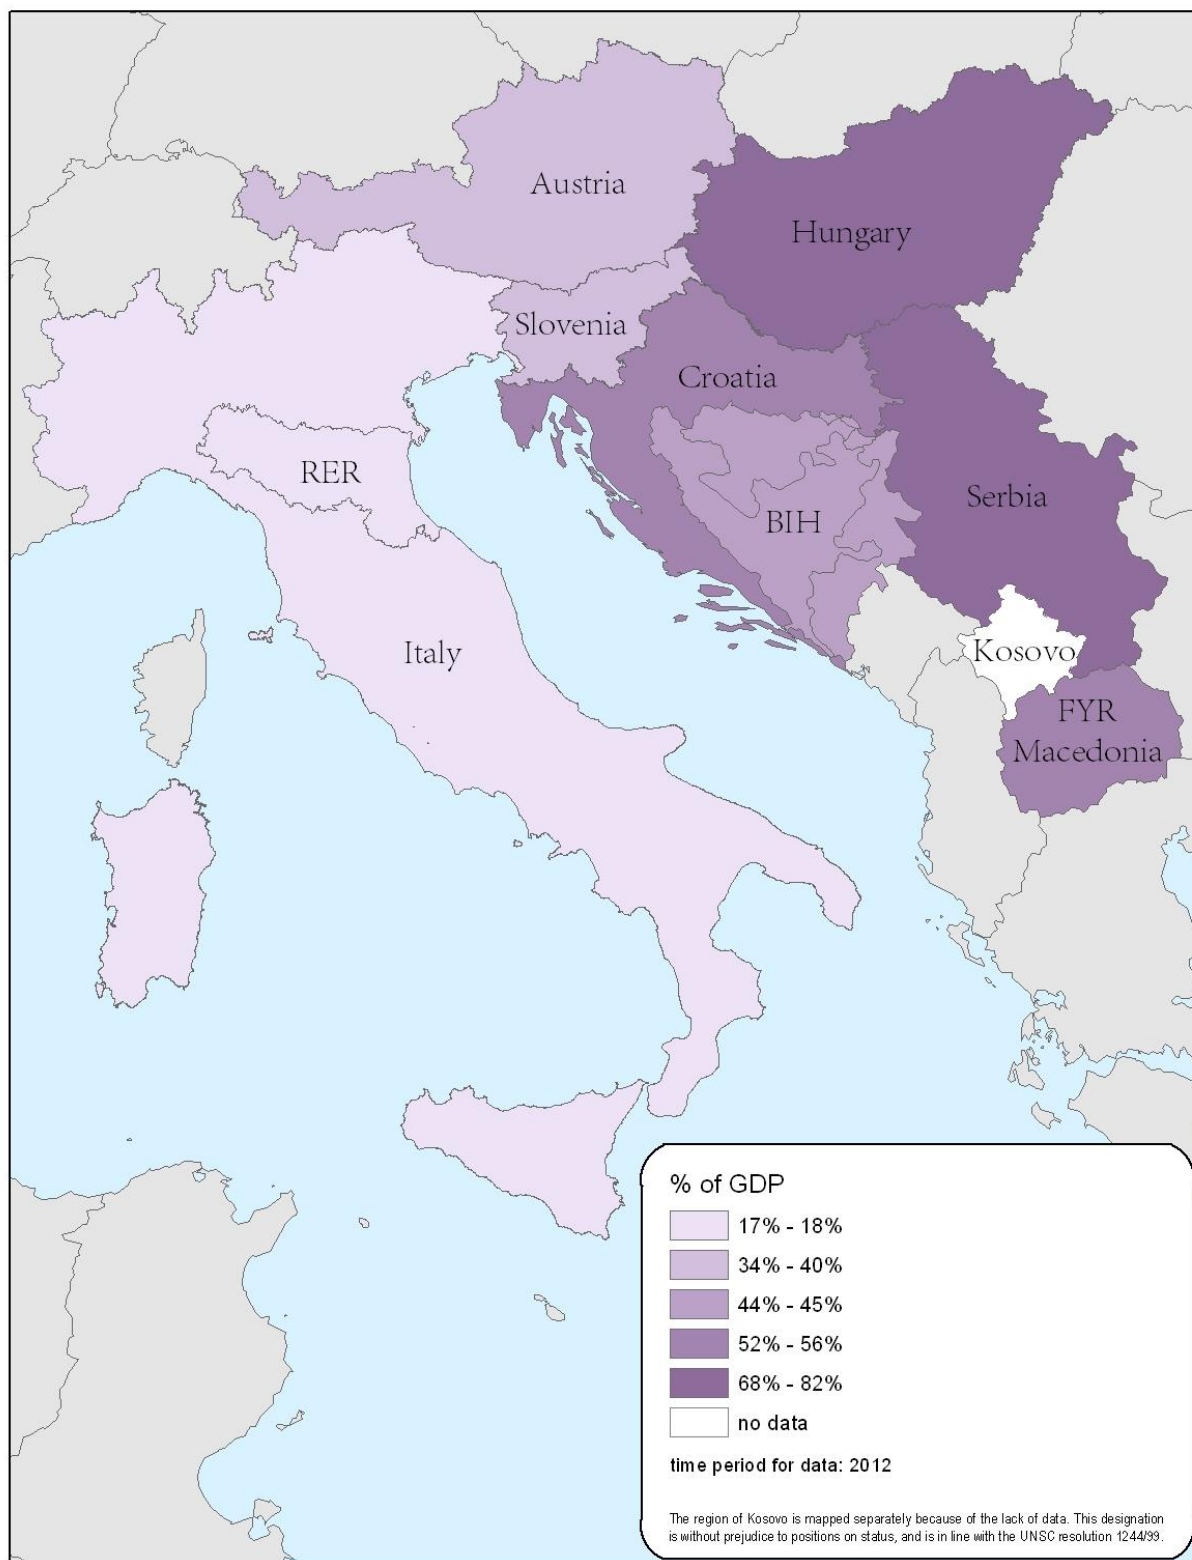 Austria
Hungary
Slovenia
Croatia
RER
BIH
Serbia
Italy
Kosovo
FYR
Macedonia
% of GDP
17% - 18%
34% - 40%
44% - 45%
52% - 56%
68% - 82%
no data
time period for data: 2012
The region of Kosovo is mapped separately because of the lack of data. This designation
is without prejudice to positions on status, and is in line with the UNSC resolution 1244/99.